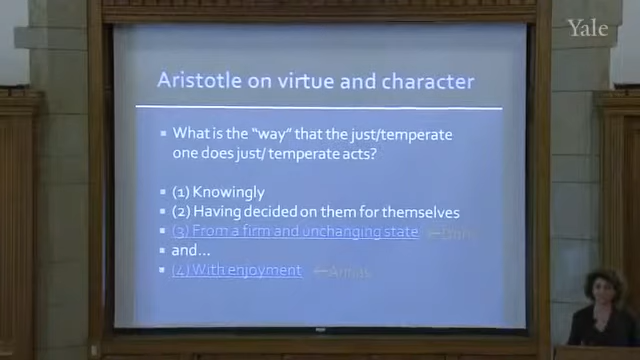 Yale
Aristotle on virtue and character
What is the "way" that the just/temperate
one does just/ temperate acts?
(1) Knowingly
(2) Having decided on them for themselves
(3) From a firm and unchanging state
and...
(4) With enjoyment ←Annas